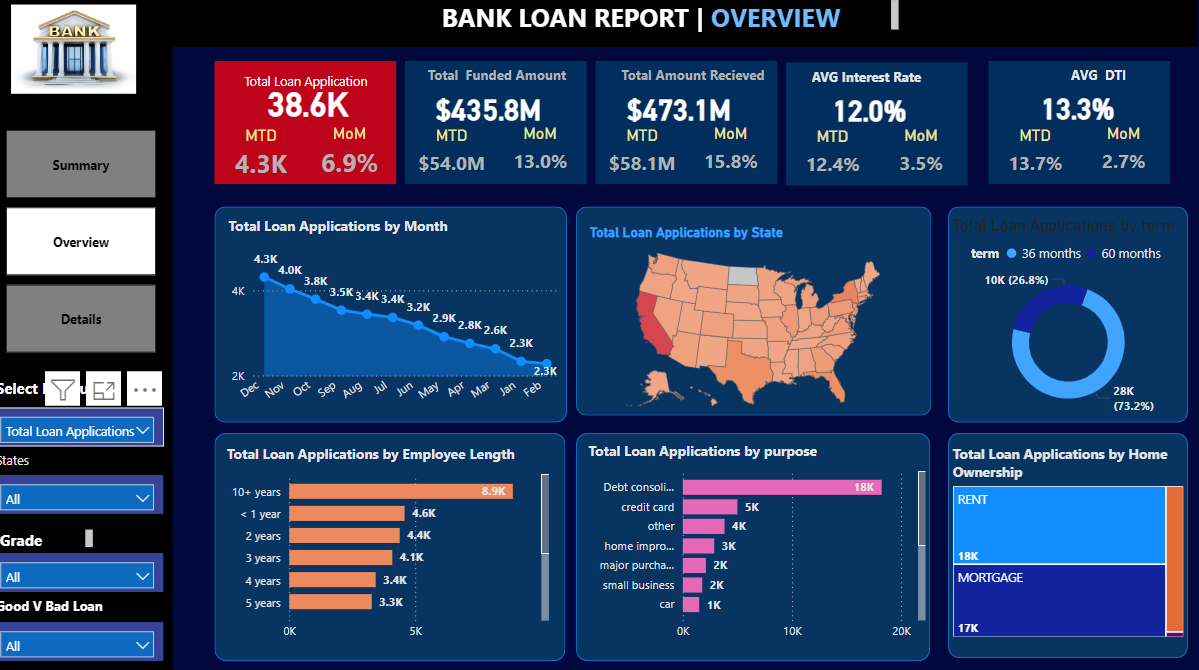 BANK
BANK LOAN REPORT | OVERVIEW
Total Loan Application
38.6K
MTD MoM
4.3K 6.9%
Total Funded Amount
$435.8M
MTD MoM
$54.0M 13.0%
Total Amount Recieved
$473.1M
MTD MoM
$58.1M 15.8%
AVG Interest Rate
12.0%
MTD MoM
12.4% 3.5%
AVG DTI
13.3%
MTD MoM
13.7% 2.7%
Summary
Overview
Details
Select
Total Loan Applications
States
All
Grade
All
Good V Bad Loan
All
Total Loan Applications by Month
4.3K
4.0K
3.8K
3.5K
3.4K
3.4K
3.2K
2.9K
2.8K
2.6K
2.3K
2.3K
4K
2K
Dec Nov Oct Sep Aug Jul Jun May Apr Mar Jan Feb
Total Loan Applications by State
Total Loan Applications by term
term 36 months 60 months
10K (26.8%)
28K
(73.2%)
Total Loan Applications by Employee Length
10+ years 8.9K
< 1 year 4.6K
2 years 4.4K
3 years 4.1K
4 years 3.4K
5 years 3.3K
0K 5K
Total Loan Applications by purpose
Debt consoli... 18K
credit card 5K
other 4K
home impro... 3K
major purcha... 2K
small business 2K
car 1K
0K 10K 20K
Total Loan Applications by Home
Ownership
RENT
18K
MORTGAGE
17K